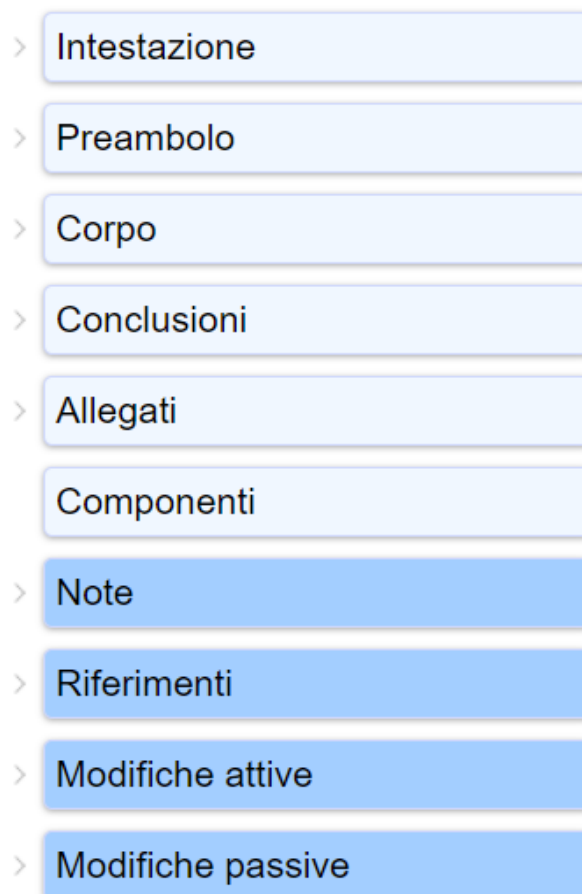 Intestazione
Preambolo
Corpo
Conclusioni
Allegati
Componenti
Note
Riferimenti
Modifiche attive
Modifiche passive